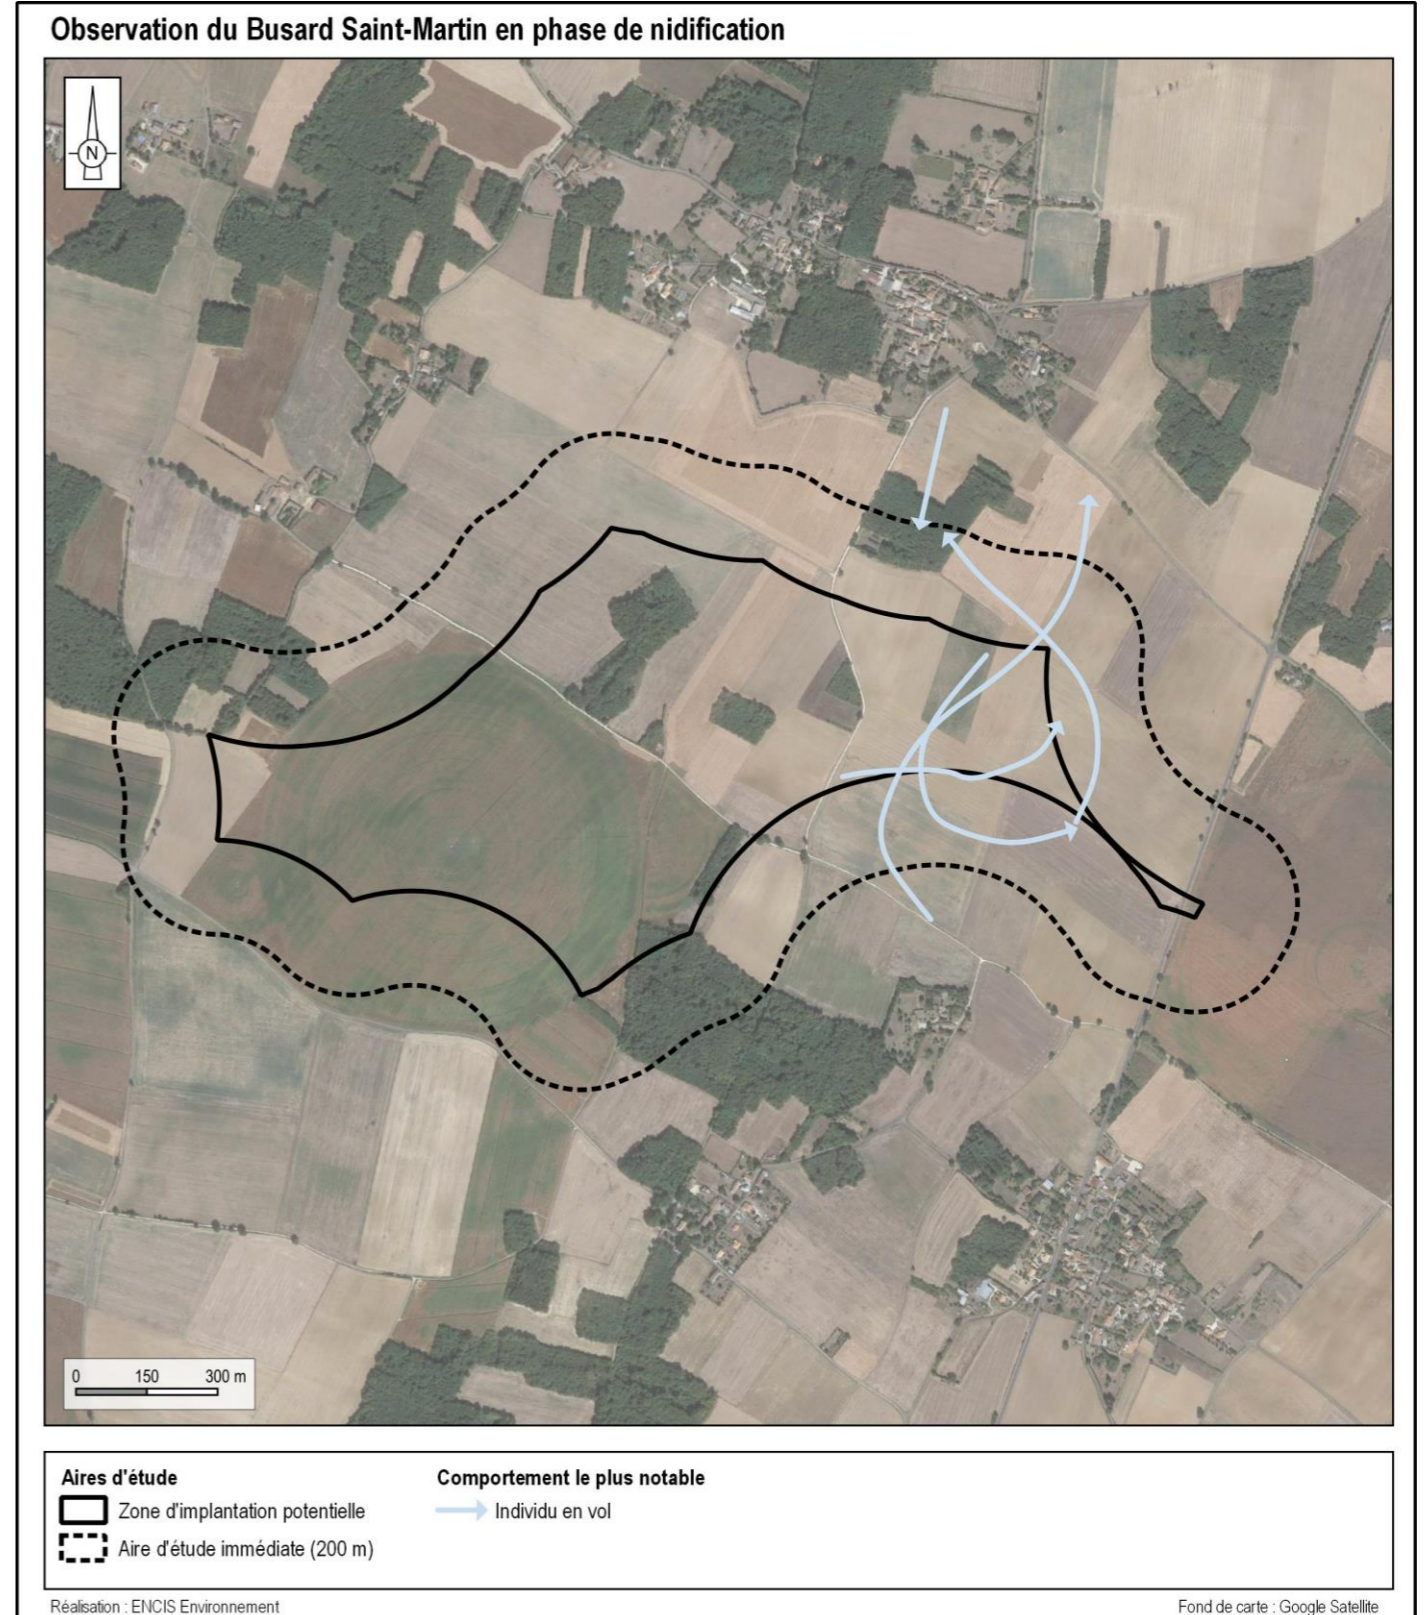 Observation du Busard Saint-Martin en phase de nidification
N
0 150 300 m
Aires d'étude
Zone d'implantation potentielle
Aire d'étude immédiate (200 m)
Comportement le plus notable
Individu en vol
Réalisation : ENCIS Environnement
Fond de carte : Google Satellite